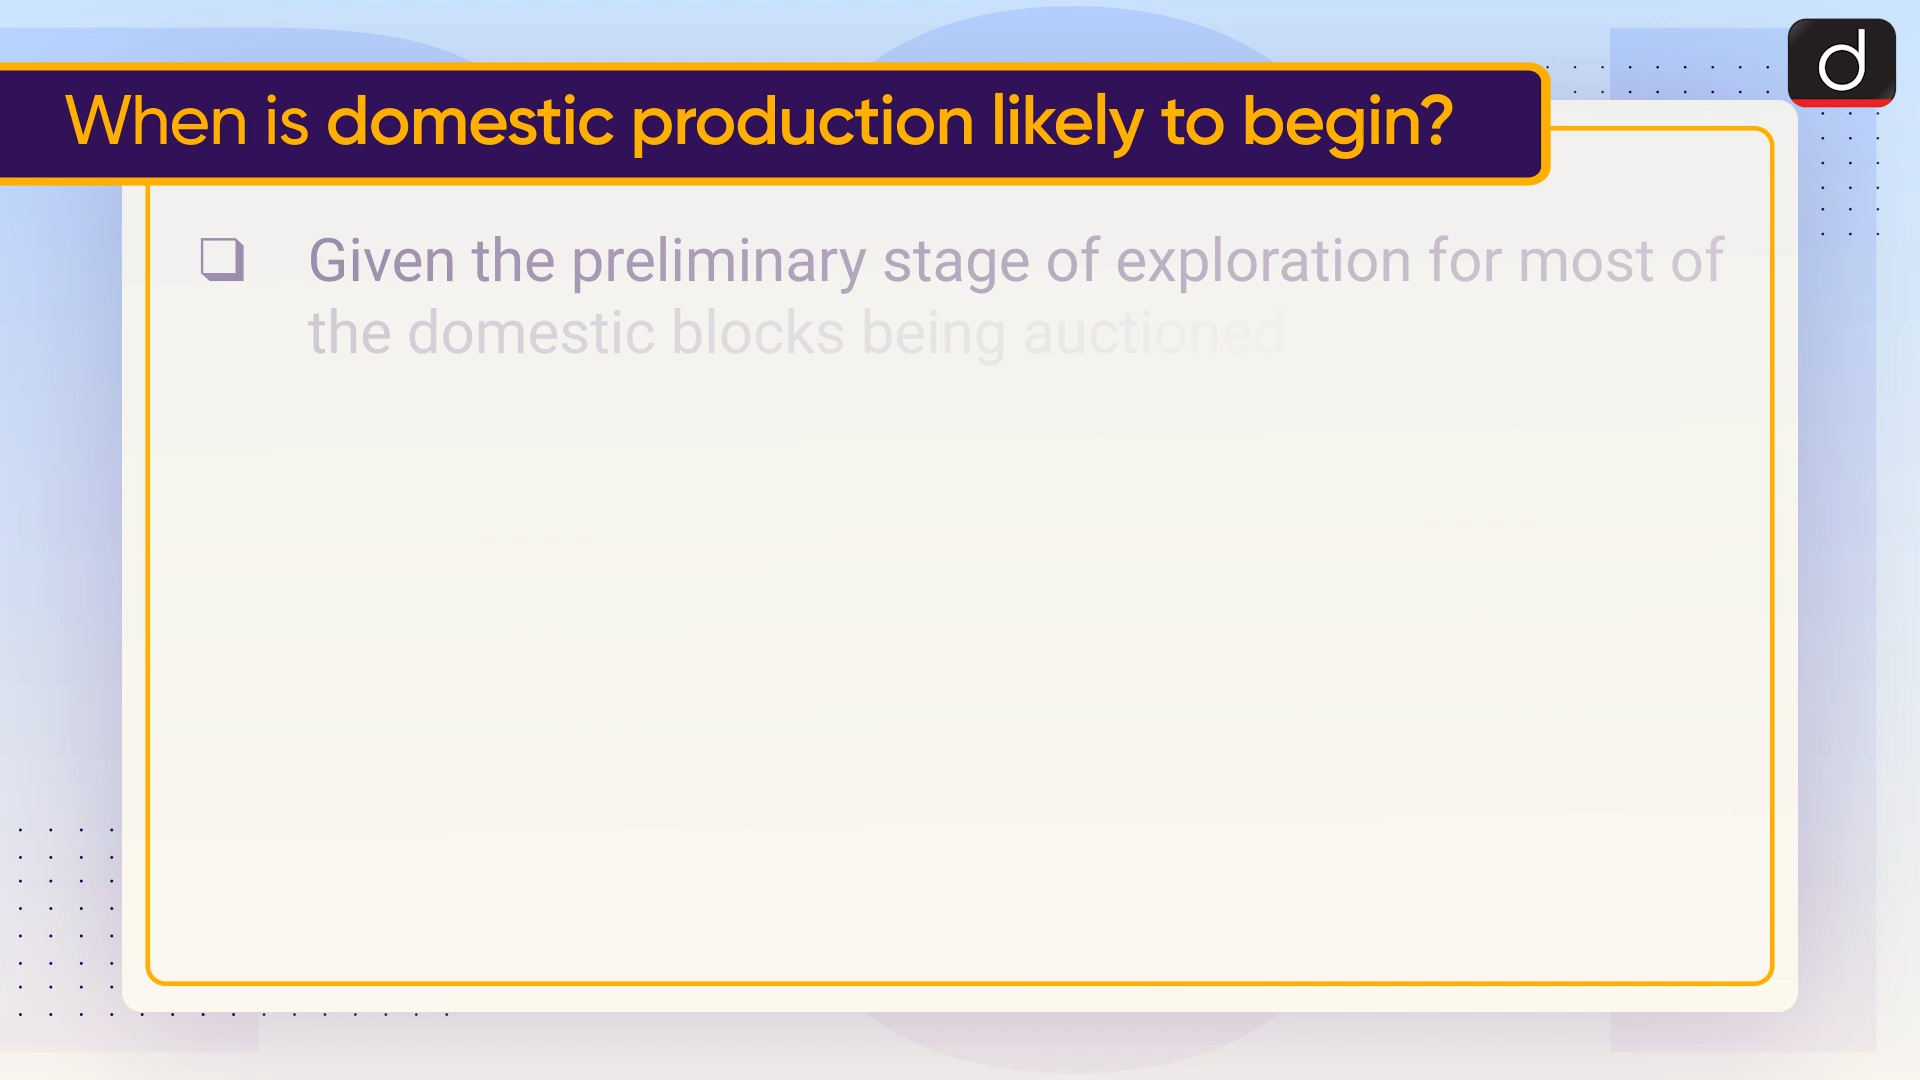 When is domestic production likely to begin?
Given the preliminary stage of exploration for most of
the domestic blocks being auctioned